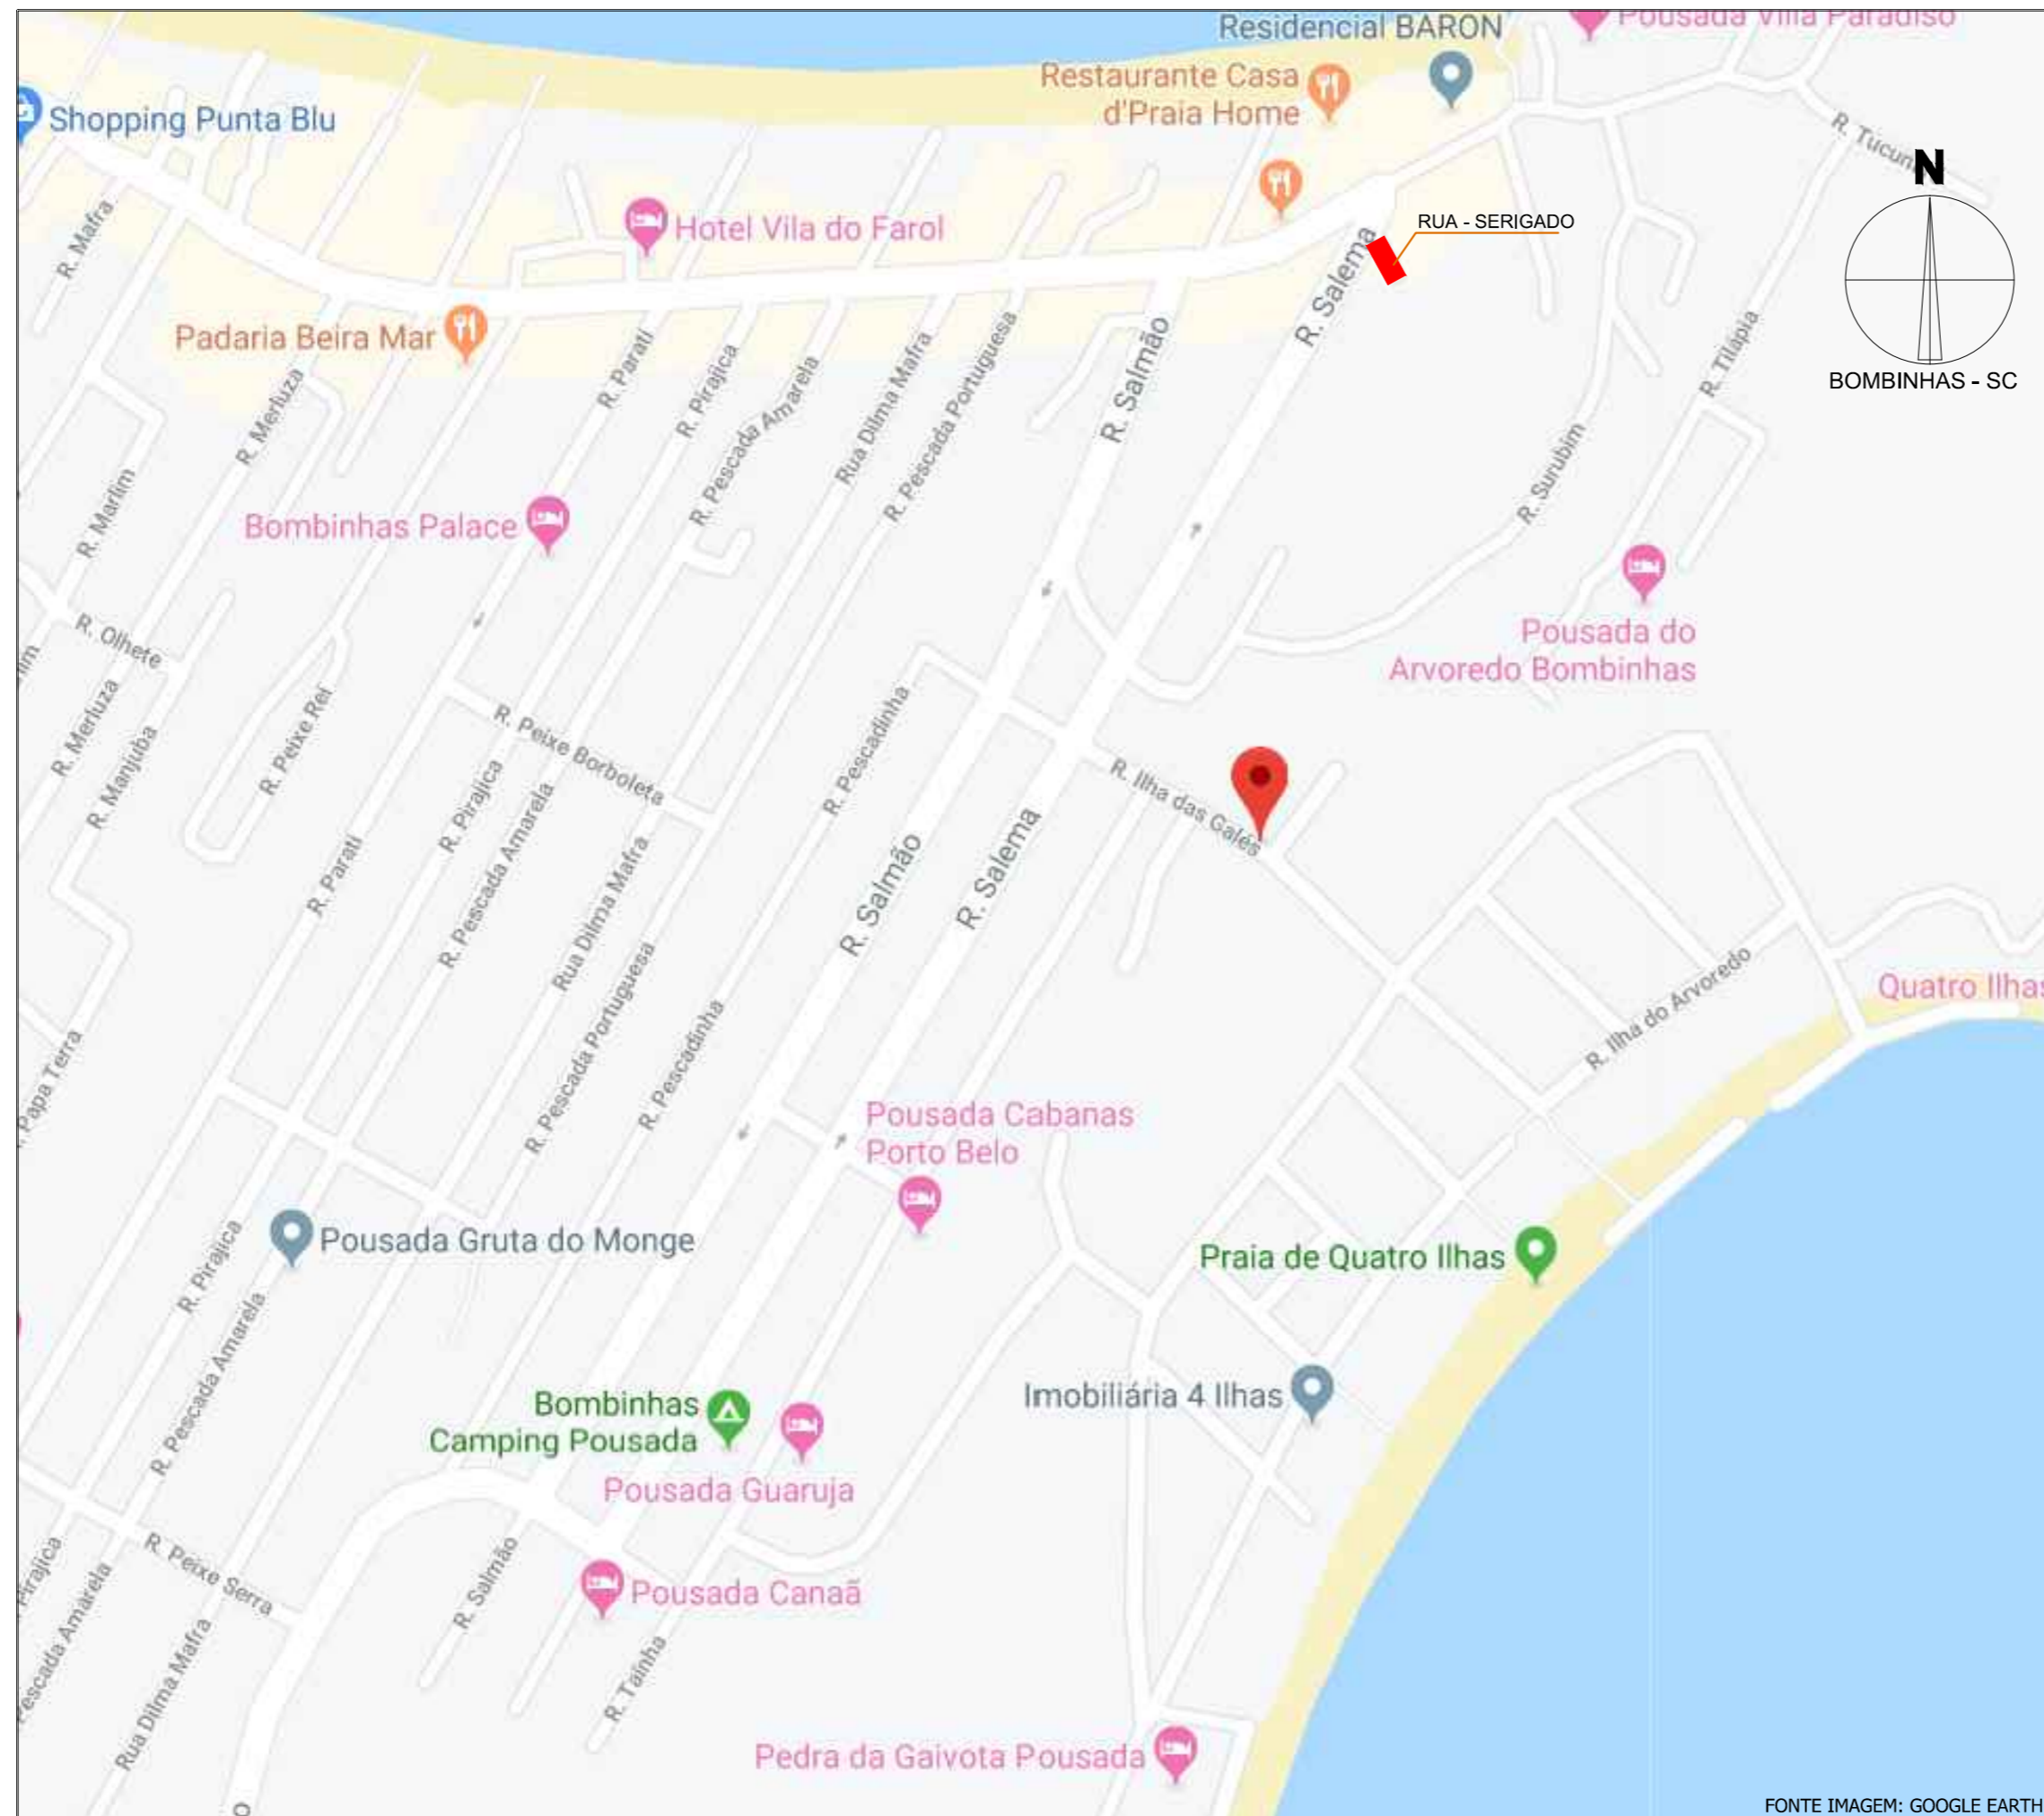 Residencial BARON
Pousada Villa Paradiso
Restaurante Casa
d'Praia Home
Shopping Punta Blu
N
RUA - SERIGADO
BOMBINHAS - SC
R. Mafra
Hotel Vila do Farol
Padaria Beira Mar
R. Salema
R. Salmão
R. Parati
R. Pirajica
R. Pescada Amarela
Rua Dilma Mafra
R. Pescada Portuguesa
R. Merluza
R. Tilápia
R. Surubim
R. Marlim
Bombinhas Palace
R. Olhete
Pousada do
Arvoredo Bombinhas
R. Merluza
R. Manjuba
R. Peixe Rei
R. Peixe Borboleta
R. Pescadinha
R. Ilha das Galés
R. Parati
R. Pirajica
R. Pescada Amarela
Rua Dilma Mafra
R. Pescada Portuguesa
R. Salmão
R. Salema
R. Pescadinha
R. Ilha do Arvoredo
Quatro Ilhas
Papa Terra
Pousada Cabanas
Porto Belo
Pousada Gruta do Monge
Praia de Quatro Ilhas
R. Pirajica
R. Pescada Amarela
Bombinhas
Camping Pousada
Imobiliária 4 Ilhas
Pousada Guaruja
R. Peixe Serra
R. Salmão
Pousada Canaã
Pirajica
Pescada Amarela
Rua Dilma Mafra
R. Tainha
Pedra da Gaivota Pousada
FONTE IMAGEM: GOOGLE EARTH